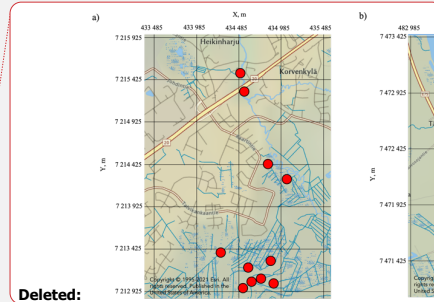 a)
X, m
433 485 433 985 434 485 434 985 435 485
7 215 925
Heikinharju
7 215 425
Korvenkylä
7 214 925
Y, m
7 214 425
7 213 925
7 213 425
7 212 925
Copyright © 1995-2021 Esri. All
rights reserved. Published in the
United States of America.
b)
482 985
7 473 425
7 472 925
7 472 425
Y, m
7 471 925
7 471 425
Deleted: